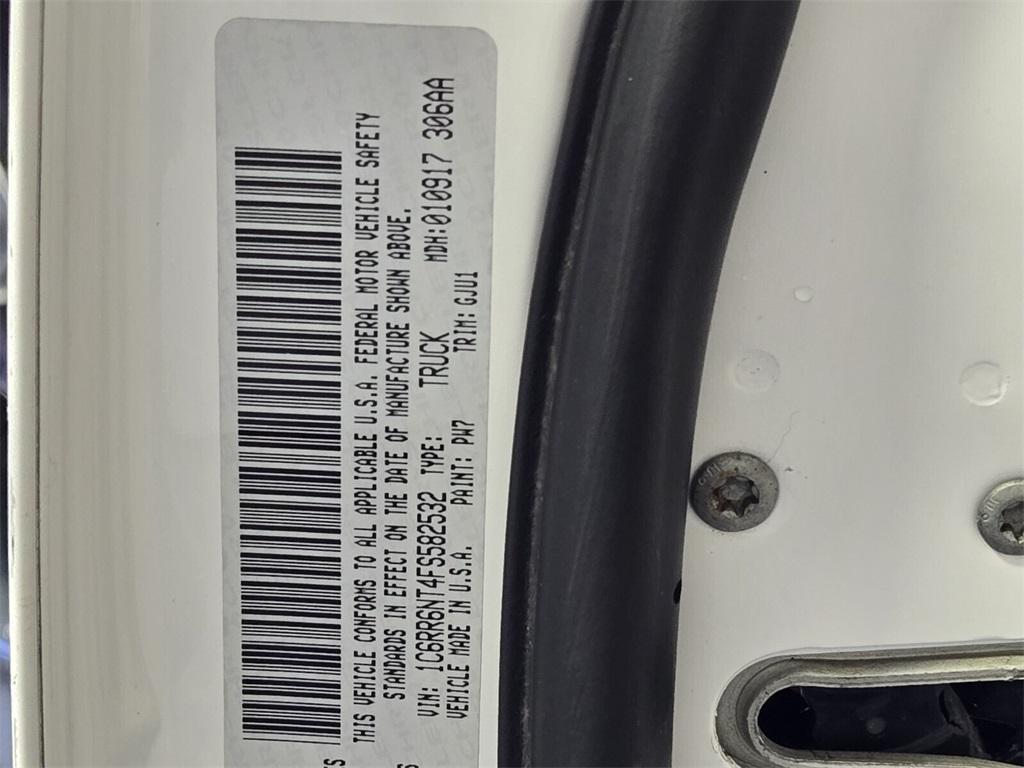 THIS VEHICLE CONFORMS TO ALL APPLICABLE U.S.A. FEDERAL MOTOR VEHICLE SAFETY
STANDARDS IN EFFECT ON THE DATE OF MANUFACTURE SHOWN ABOVE.
VIN: 1C6RR6NT4FS582532 TYPE: TRUCK MDH:010917 306AA
VEHICLE MADE IN U.S.A. PAINT: PW7 TRIM: GJU1